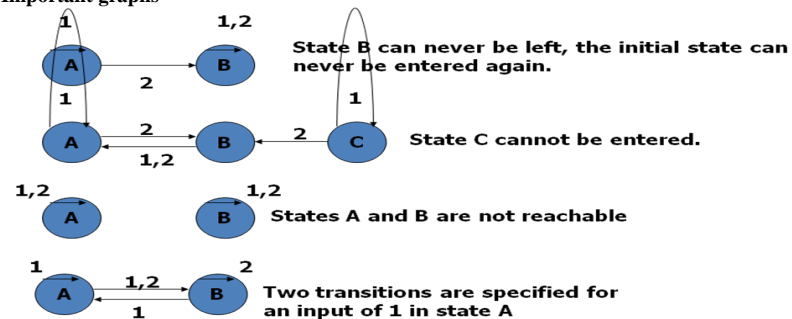 Important graphs
1
1,2
A
B
2
State B can never be left, the initial state can
never be entered again.
1
1
A
2
B
1,2
2
C
State C cannot be entered.
1,2
1,2
A
B
States A and B are not reachable
1
2
A
1,2
B
1
Two transitions are specified for
an input of 1 in state A